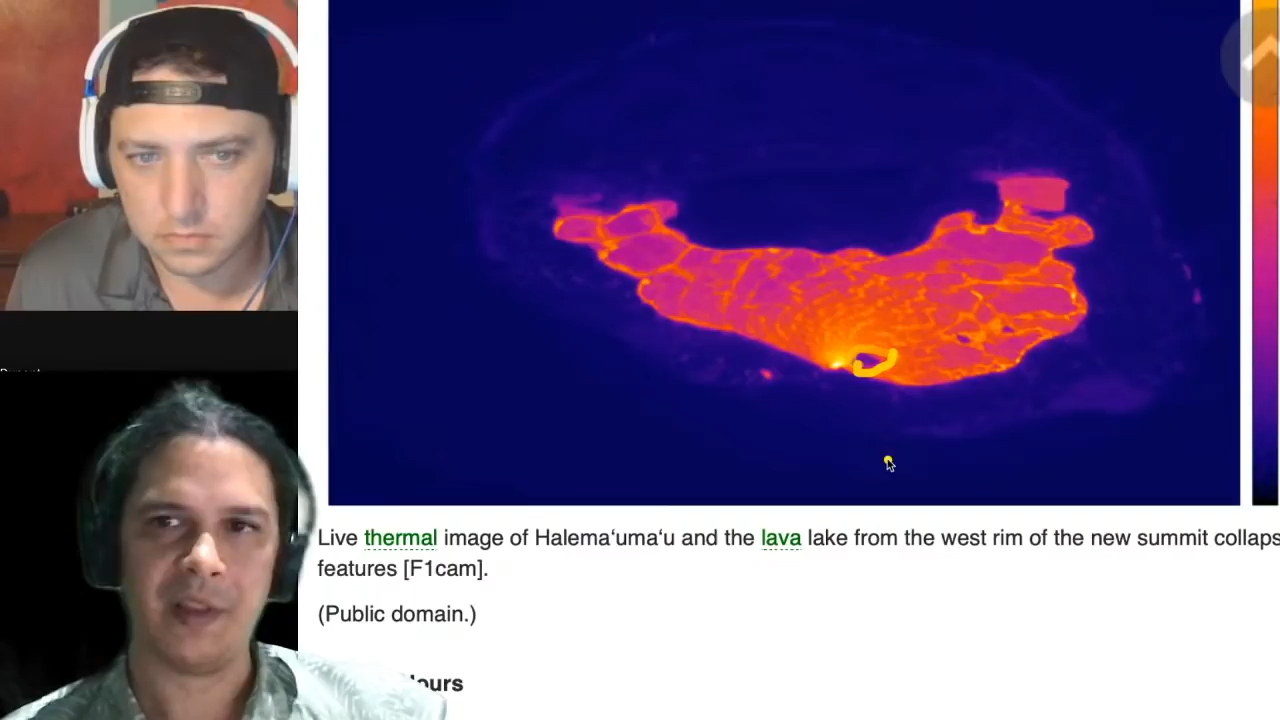 Live thermal image of Halemaʻumaʻu and the lava lake from the west rim of the new summit collaps
features [F1cam].
(Public domain.)
ours